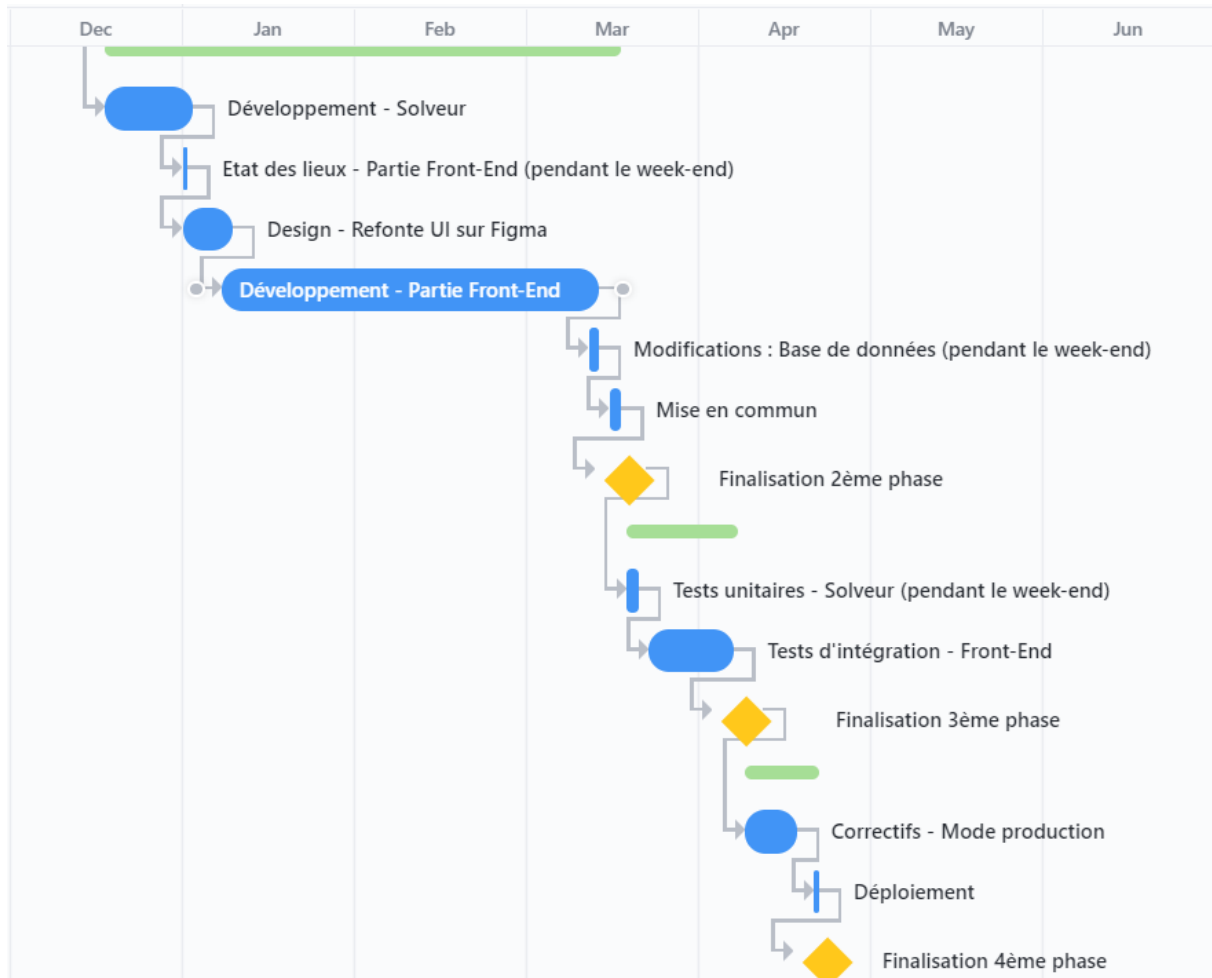 Dec Jan Feb Mar Apr May Jun
Développement - Solveur
Etat des lieux - Partie Front-End (pendant le week-end)
Design - Refonte UI sur Figma
Développement - Partie Front-End
Modifications : Base de données (pendant le week-end)
Mise en commun
Finalisation 2ème phase
Tests unitaires - Solveur (pendant le week-end)
Tests d'intégration - Front-End
Finalisation 3ème phase
Correctifs - Mode production
Déploiement
Finalisation 4ème phase